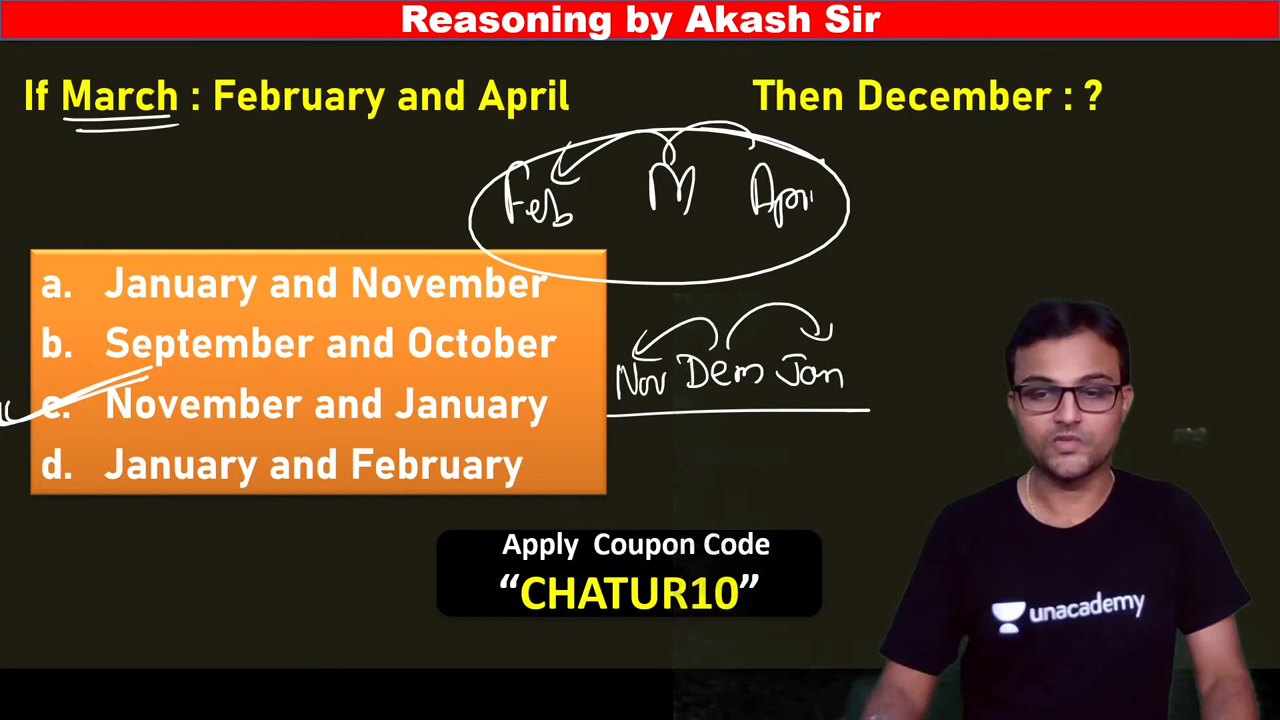 Reasoning by Akash Sir
If March : February and April Then December : ?
Feb M April
a. January and November
b. September and October
Nov Dem Jan
c. November and January
d. January and February
Apply Coupon Code
“CHATUR10”
unacademy